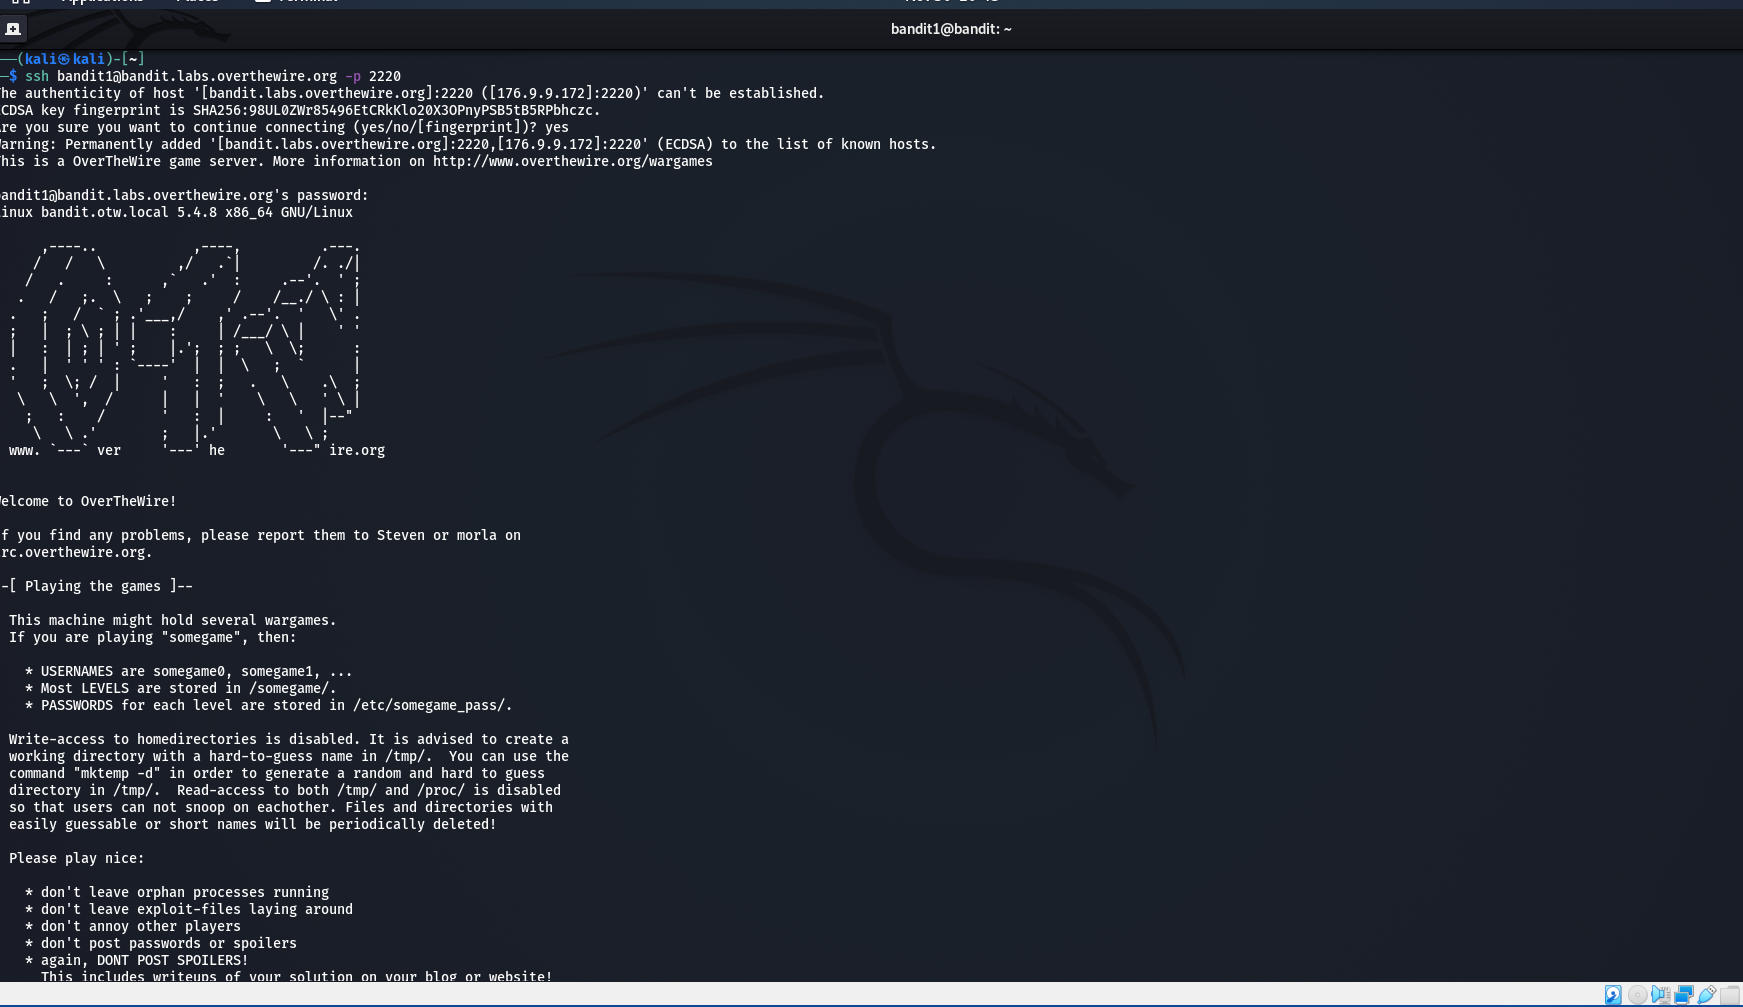 Applications Places Terminal
bandit1@bandit: ~
(kali㉿kali)-[~]
$ ssh bandit1@bandit.labs.overthewire.org -p 2220
he authenticity of host '[bandit.labs.overthewire.org]:2220 ([176.9.9.172]:2220)' can't be established.
CDSA key fingerprint is SHA256:98UL0ZWr85496EtCRkKlo20X3OPnyPSB5tB5RPbhczc.
re you sure you want to continue connecting (yes/no/[fingerprint])? yes
arning: Permanently added '[bandit.labs.overthewire.org]:2220,[176.9.9.172]:2220' (ECDSA) to the list of known hosts.
his is a OverTheWire game server. More information on http://www.overthewire.org/wargames
andit1@bandit.labs.overthewire.org's password:
inux bandit.otw.local 5.4.8 x86_64 GNU/Linux
www. ver he ire.org
elcome to OverTheWire!
f you find any problems, please report them to Steven or morla on
rc.overthewire.org.
-[ Playing the games ]--
This machine might hold several wargames.
If you are playing "somegame", then:
* USERNAMES are somegame0, somegame1, ...
* Most LEVELS are stored in /somegame/.
* PASSWORDS for each level are stored in /etc/somegame_pass/.
Write-access to homedirectories is disabled. It is advised to create a
working directory with a hard-to-guess name in /tmp/.  You can use the
command "mktemp -d" in order to generate a random and hard to guess
directory in /tmp/.  Read-access to both /tmp/ and /proc/ is disabled
so that users can not snoop on eachother. Files and directories with
easily guessable or short names will be periodically deleted!
Please play nice:
* don't leave orphan processes running
* don't leave exploit-files laying around
* don't annoy other players
* don't post passwords or spoilers
* again, DONT POST SPOILERS!
This includes writeups of your solution on your blog or website!